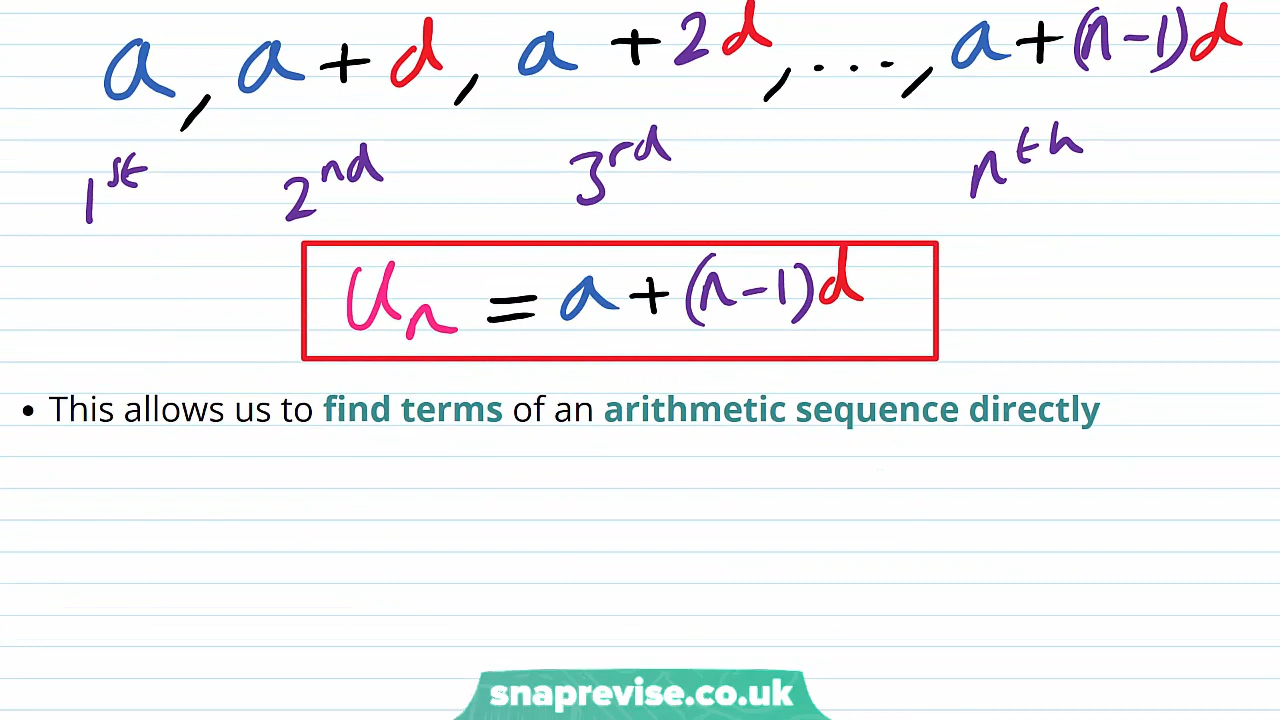 a, a + d, a + 2d, ..., a + (n-1)d
1st 2nd 3rd nth
Un = a + (n-1)d
• This allows us to find terms of an arithmetic sequence directly
snaprevise.co.uk